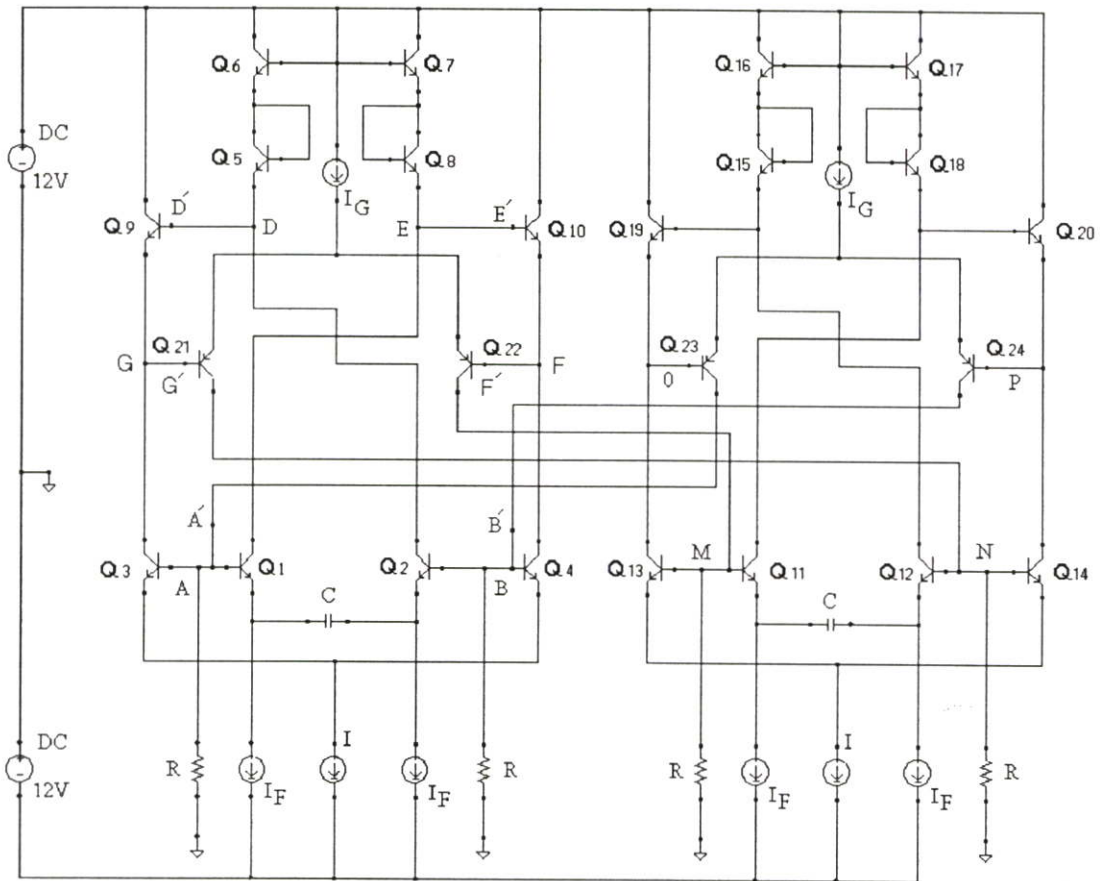 Q6 Q7 Q16 Q17
DC
12V
Q5 Q8 Q15 Q18
IG IG
Q9 D´ D E E´ Q10 Q19 Q20
G Q21 Q22 F Q23 Q24
G´ F´ O P
A´ B´
Q3 A Q1 Q2 B Q4 Q13 M Q11 Q12 N Q14
C C
DC
12V
R IF I IF R R IF I IF R